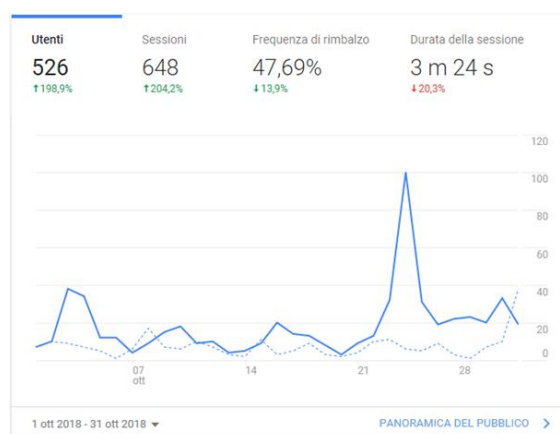 Utenti Sessioni Frequenza di rimbalzo Durata della sessione
526 648 47,69% 3 m 24 s
↑198,9% ↑204,2% ↓13,9% ↓20,3%
120
100
80
60
40
20
0
07 14 21 28
ott
1 ott 2018 - 31 ott 2018 PANORAMICA DEL PUBBLICO